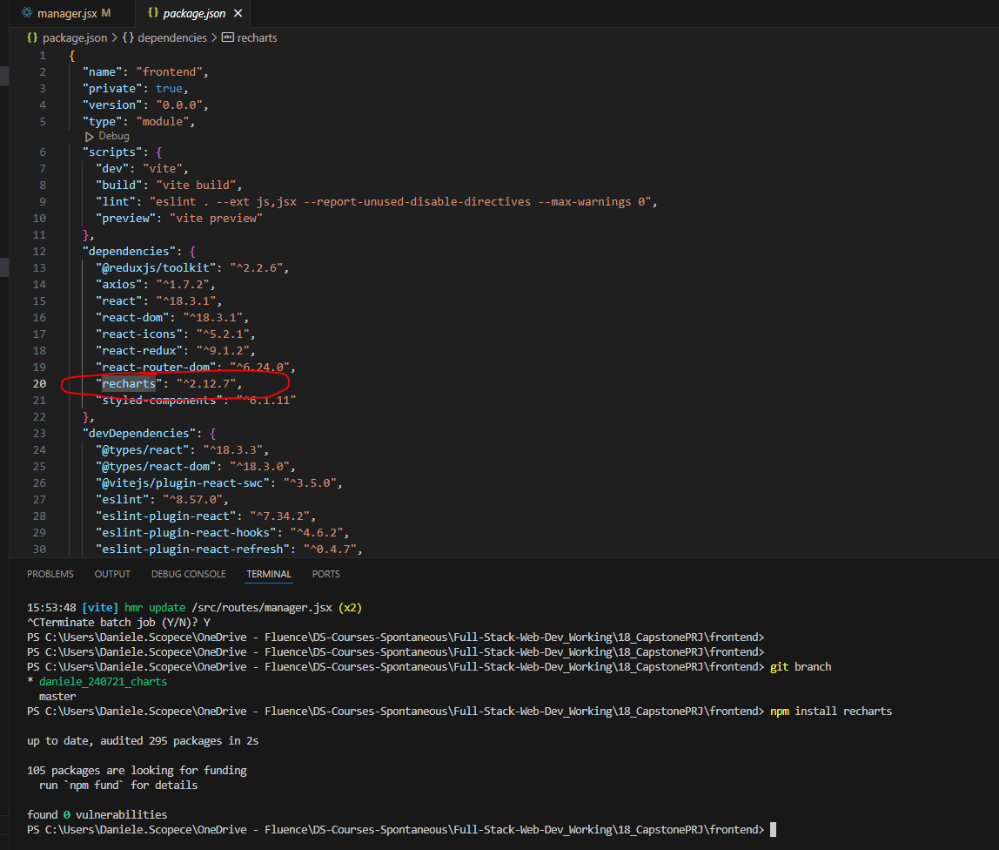 manager.jsx M
{} package.json ×
{} package.json > {} dependencies > abc recharts
1 {
2 "name": "frontend",
3 "private": true,
4 "version": "0.0.0",
5 "type": "module",
Debug
6 "scripts": {
7 "dev": "vite",
8 "build": "vite build",
9 "lint": "eslint . --ext js,jsx --report-unused-disable-directives --max-warnings 0",
10 "preview": "vite preview"
11 },
12 "dependencies": {
13 "@reduxjs/toolkit": "^2.2.6",
14 "axios": "^1.7.2",
15 "react": "^18.3.1",
16 "react-dom": "^18.3.1",
17 "react-icons": "^5.2.1",
18 "react-redux": "^9.1.2",
19 "react-router-dom": "^6.24.0",
20 "recharts": "^2.12.7",
21 "styled-components": "^6.1.11"
22 },
23 "devDependencies": {
24 "@types/react": "^18.3.3",
25 "@types/react-dom": "^18.3.0",
26 "@vitejs/plugin-react-swc": "^3.5.0",
27 "eslint": "^8.57.0",
28 "eslint-plugin-react": "^7.34.2",
29 "eslint-plugin-react-hooks": "^4.6.2",
30 "eslint-plugin-react-refresh": "^0.4.7",
PROBLEMS OUTPUT DEBUG CONSOLE TERMINAL PORTS
15:53:48 [vite] hmr update /src/routes/manager.jsx (x2)
^CTerminate batch job (Y/N)? Y
PS C:\Users\Daniele.Scopece\OneDrive - Fluence\DS-Courses-Spontaneous\Full-Stack-Web-Dev_Working\18_CapstonePRJ\frontend>
PS C:\Users\Daniele.Scopece\OneDrive - Fluence\DS-Courses-Spontaneous\Full-Stack-Web-Dev_Working\18_CapstonePRJ\frontend>
PS C:\Users\Daniele.Scopece\OneDrive - Fluence\DS-Courses-Spontaneous\Full-Stack-Web-Dev_Working\18_CapstonePRJ\frontend> git branch
* daniele_240721_charts
master
PS C:\Users\Daniele.Scopece\OneDrive - Fluence\DS-Courses-Spontaneous\Full-Stack-Web-Dev_Working\18_CapstonePRJ\frontend> npm install recharts
up to date, audited 295 packages in 2s
105 packages are looking for funding
run `npm fund` for details
found 0 vulnerabilities
PS C:\Users\Daniele.Scopece\OneDrive - Fluence\DS-Courses-Spontaneous\Full-Stack-Web-Dev_Working\18_CapstonePRJ\frontend>